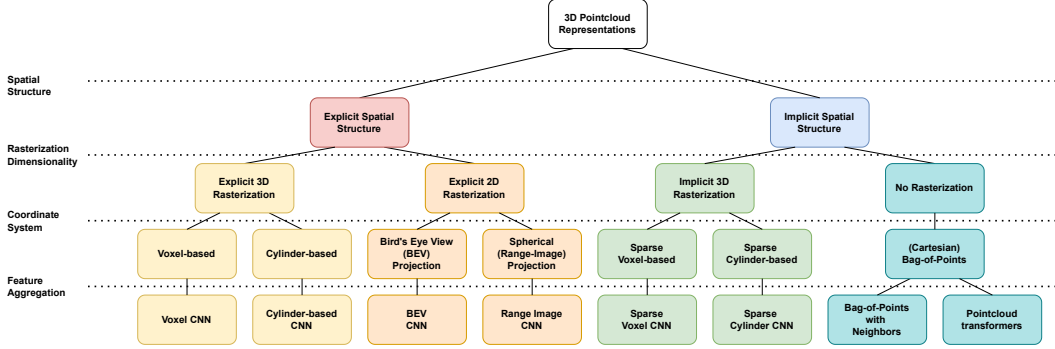 3D Pointcloud
Representations
Spatial
Structure
Explicit Spatial
Structure
Implicit Spatial
Structure
Rasterization
Dimensionality
Explicit 3D
Rasterization
Explicit 2D
Rasterization
Implicit 3D
Rasterization
No Rasterization
Coordinate
System
Voxel-based
Cylinder-based
Bird's Eye View
(BEV)
Projection
Spherical
(Range-Image)
Projection
Sparse
Voxel-based
Sparse
Cylinder-based
(Cartesian)
Bag-of-Points
Feature
Aggregation
Voxel CNN
Cylinder-based
CNN
BEV
CNN
Range Image
CNN
Sparse
Voxel CNN
Sparse
Cylinder CNN
Bag-of-Points
with
Neighbors
Pointcloud
transformers